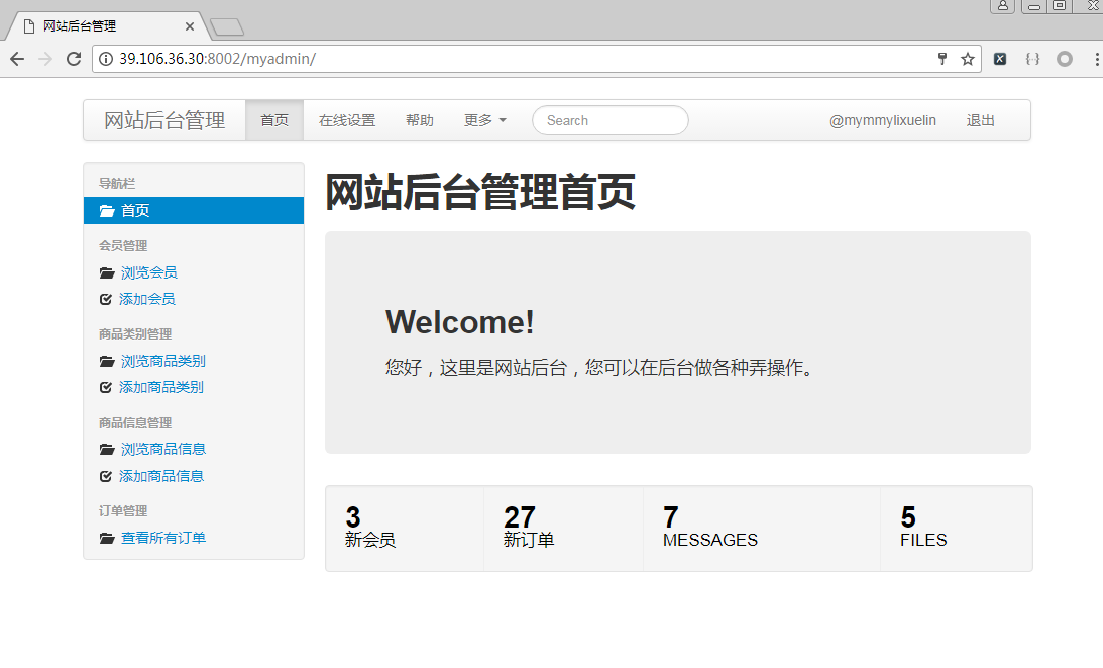 网站后台管理
39.106.36.30:8002/myadmin/
网站后台管理 首页 在线设置 帮助 更多 Search @mymmylixuelin 退出
导航栏
首页
会员管理
浏览会员
添加会员
商品类别管理
浏览商品类别
添加商品类别
商品信息管理
浏览商品信息
添加商品信息
订单管理
查看所有订单
网站后台管理首页
Welcome!
您好，这里是网站后台，您可以在后台做各种弄操作。
3 27 7 5
新会员 新订单 MESSAGES FILES